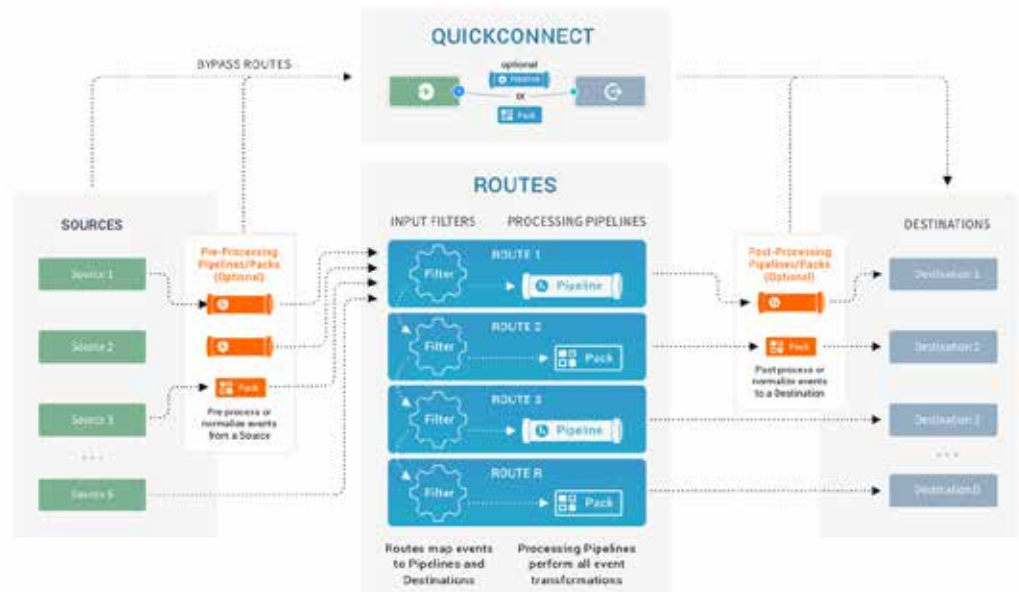 QUICKCONNECT
BYPASS ROUTES
optional
Pipeline
or
Pack
ROUTES
SOURCES
INPUT FILTERS
PROCESSING PIPELINES
DESTINATIONS
Pre-Processing
Pipelines/Packs
(Optional)
Post-Processing
Pipelines/Packs
(Optional)
Source 1
Source 2
Source 3
...
Source S
Pack
Pre process or
normalize events
from a Source
ROUTE 1
Filter
Pipeline
ROUTE 2
Filter
Pack
ROUTE 3
Filter
Pipeline
ROUTE R
Filter
Pack
Pack
Post process or
normalize events
to a Destination
Destination 1
Destination 2
Destination 3
...
Destination D
Routes map events
to Pipelines and
Destinations
Processing Pipelines
perform all event
transformations